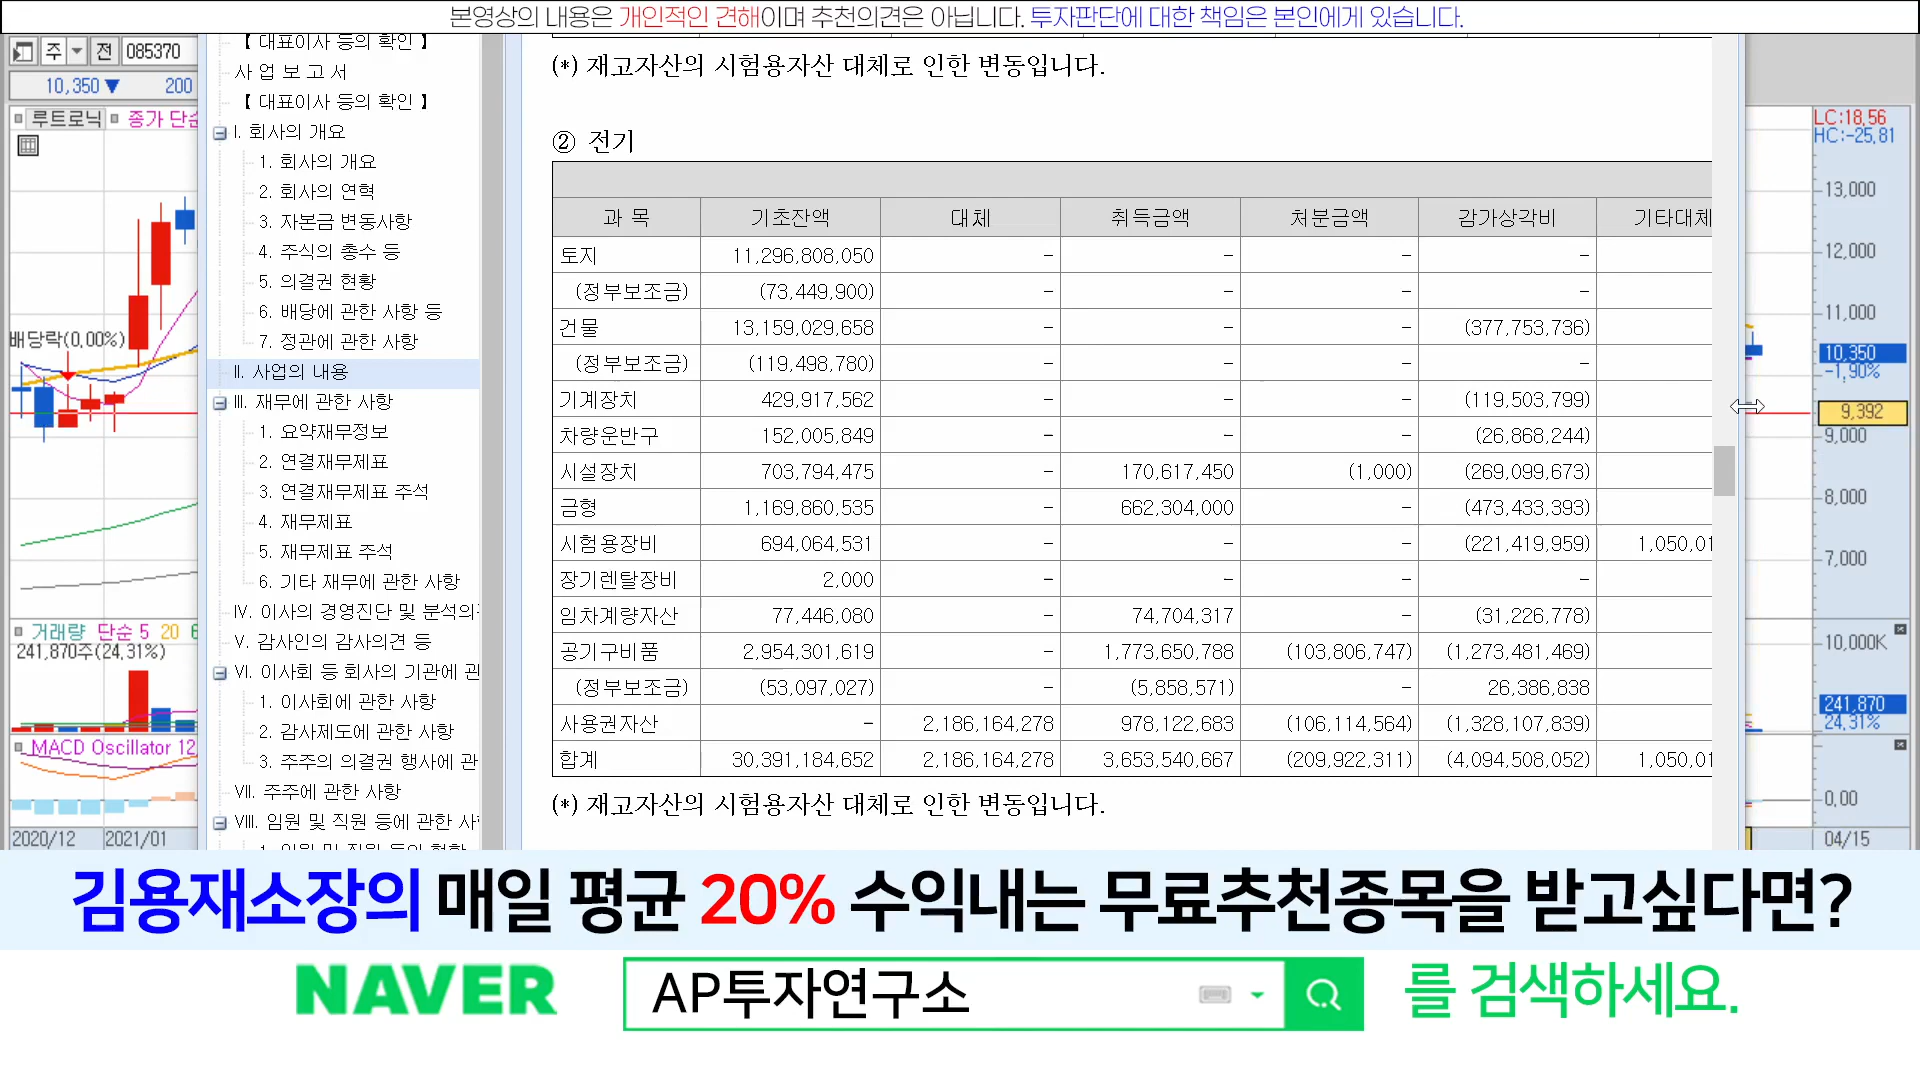 본영상의 내용은 개인적인 견해이며 추천의견은 아닙니다. 투자판단에 대한 책임은 본인에게 있습니다.
주 전 085370
10,350▼ 200
루트로닉 종가 단순
배당락(0,00%)
거래량 단순 5 20 6
241,870주(24,31%)
MACD Oscillator 12
2020/12 2021/01
【 대표이사 등의 확인 】
사 업 보 고 서
【 대표이사 등의 확인 】
I. 회사의 개요
1. 회사의 개요
2. 회사의 연혁
3. 자본금 변동사항
4. 주식의 총수 등
5. 의결권 현황
6. 배당에 관한 사항 등
7. 정관에 관한 사항
II. 사업의 내용
III. 재무에 관한 사항
1. 요약재무정보
2. 연결재무제표
3. 연결재무제표 주석
4. 재무제표
5. 재무제표 주석
6. 기타 재무에 관한 사항
IV. 이사의 경영진단 및 분석의
V. 감사인의 감사의견 등
VI. 이사회 등 회사의 기관에 관
1. 이사회에 관한 사항
2. 감사제도에 관한 사항
3. 주주의 의결권 행사에 관
VII. 주주에 관한 사항
VIII. 임원 및 직원 등에 관한 사
(*) 재고자산의 시험용자산 대체로 인한 변동입니다.
② 전기
과 목 기초잔액 대체 취득금액 처분금액 감가상각비 기타대체
토지 11,296,808,050 – – – –
(정부보조금) (73,449,900) – – – –
건물 13,159,029,658 – – – (377,753,736)
(정부보조금) (119,498,780) – – – –
기계장치 429,917,562 – – – (119,503,799)
차량운반구 152,005,849 – – – (26,868,244)
시설장치 703,794,475 – 170,617,450 (1,000) (269,099,673)
금형 1,169,860,535 – 662,304,000 – (473,433,393)
시험용장비 694,064,531 – – – (221,419,959) 1,050,01
장기렌탈장비 2,000 – – – –
임차계량자산 77,446,080 – 74,704,317 – (31,226,778)
공기구비품 2,954,301,619 – 1,773,650,788 (103,806,747) (1,273,481,469)
(정부보조금) (53,097,027) – (5,858,571) – 26,386,838
사용권자산 – 2,186,164,278 978,122,683 (106,114,564) (1,328,107,839)
합계 30,391,184,652 2,186,164,278 3,653,540,667 (209,922,311) (4,094,508,052) 1,050,01
(*) 재고자산의 시험용자산 대체로 인한 변동입니다.
LC:18,56
HC:-25,81
13,000
12,000
11,000
10,350
-1,90%
9,392
9,000
8,000
7,000
10,000K
241,870
24,31%
0,00
04/15
김용재소장의 매일 평균 20% 수익내는 무료추천종목을 받고싶다면?
NAVER AP투자연구소 를 검색하세요.